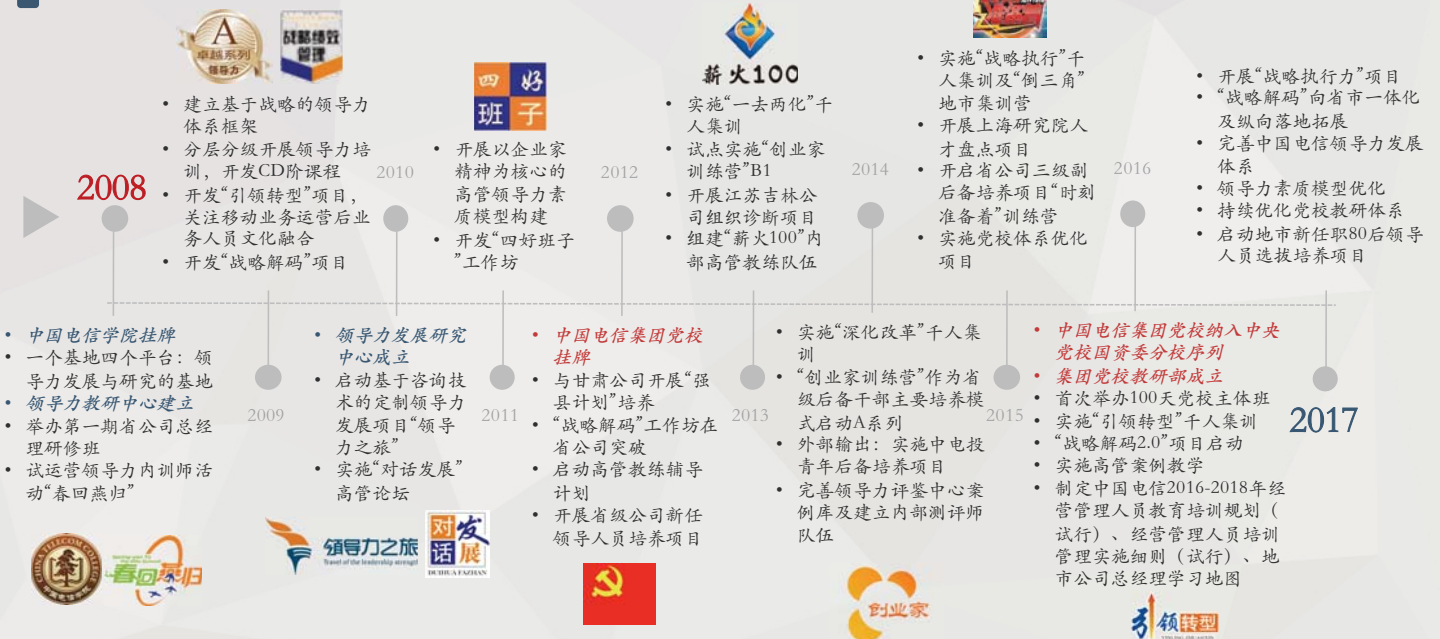 A
卓越系列
领导力
战略绩效
管理
• 建立基于战略的领导力
体系框架
• 分层分级开展领导力培
训，开发CD阶课程
• 开发“引领转型”项目，
关注移动业务运营后业
务人员文化融合
• 开发“战略解码”项目
四好
班子
• 开展以企业家
精神为核心的
高管领导力素
质模型构建
• 开发“四好班子
”工作坊
薪火100
• 实施“一去两化”千
人集训
• 试点实施“创业家
训练营”B1
• 开展江苏吉林公
司组织诊断项目
• 组建“薪火100”内
部高管教练队伍
• 实施“战略执行”千
人集训及“倒三角”
地市集训营
• 开展上海研究院人
才盘点项目
• 开启省公司三级副
后备培养项目“时刻
准备着”训练营
• 实施党校体系优化
项目
• 开展“战略执行力”项目
• “战略解码”向省市一体化
及纵向落地拓展
• 完善中国电信领导力发展
体系
• 领导力素质模型优化
• 持续优化党校教研体系
• 启动地市新任职80后领导
人员选拔培养项目
2008
2010
2012
2014
2016
• 中国电信学院挂牌
• 一个基地四个平台：领
导力发展与研究的基地
• 领导力教研中心建立
• 举办第一期省公司总经
理研修班
• 试运营领导力内训师活
动“春回燕归”
2009
• 领导力发展研究
中心成立
• 启动基于咨询技
术的定制领导力
发展项目“领导
力之旅”
• 实施“对话发展”
高管论坛
2011
• 中国电信集团党校
挂牌
• 与甘肃公司开展“强
县计划”培养
• “战略解码”工作坊在
省公司突破
• 启动高管教练辅导
计划
• 开展省级公司新任
领导人员培养项目
2013
• 实施“深化改革”千人集
训
• “创业家训练营”作为省
级后备干部主要培养模
式启动A系列
• 外部输出：实施中电投
青年后备培养项目
• 完善领导力评鉴中心案
例库及建立内部测评师
队伍
2015
• 中国电信集团党校纳入中央
党校国资委分校序列
• 集团党校教研部成立
• 首次举办100天党校主体班
• 实施“引领转型”千人集训
• “战略解码2.0”项目启动
• 实施高管案例教学
• 制定中国电信2016-2018年经
营管理人员教育培训规划（
试行）、经营管理人员培训
管理实施细则（试行）、地
市公司总经理学习地图
2017
CHINA TELECOM COLLEGE
中国电信学院
春回燕归
领导力之旅
Travel of the leadership strength
对话
发展
DUIHUA FAZHAN
创业家
引领转型